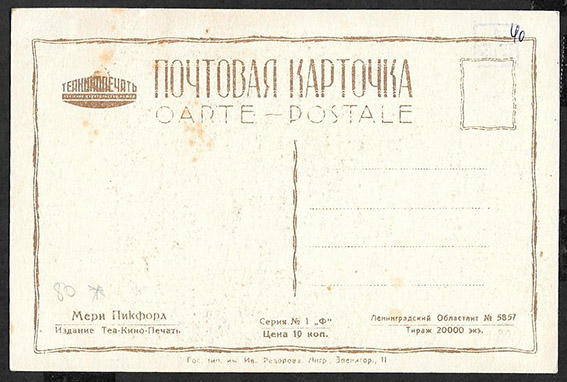 40
ТЕАКИНОПЕЧАТЬ
ПОЧТОВАЯ КАРТОЧКА
CARTE – POSTALE
80 ж
Мери Пикфорд
Издание Теа-Кино-Печать
Серия № 1 „Ф“
Цена 10 коп.
Ленинградский Областлит № 5857
Тираж 20000 экз.
Гос. тип. им. Ив. Федорова, Лнгр., Звенигор., 11